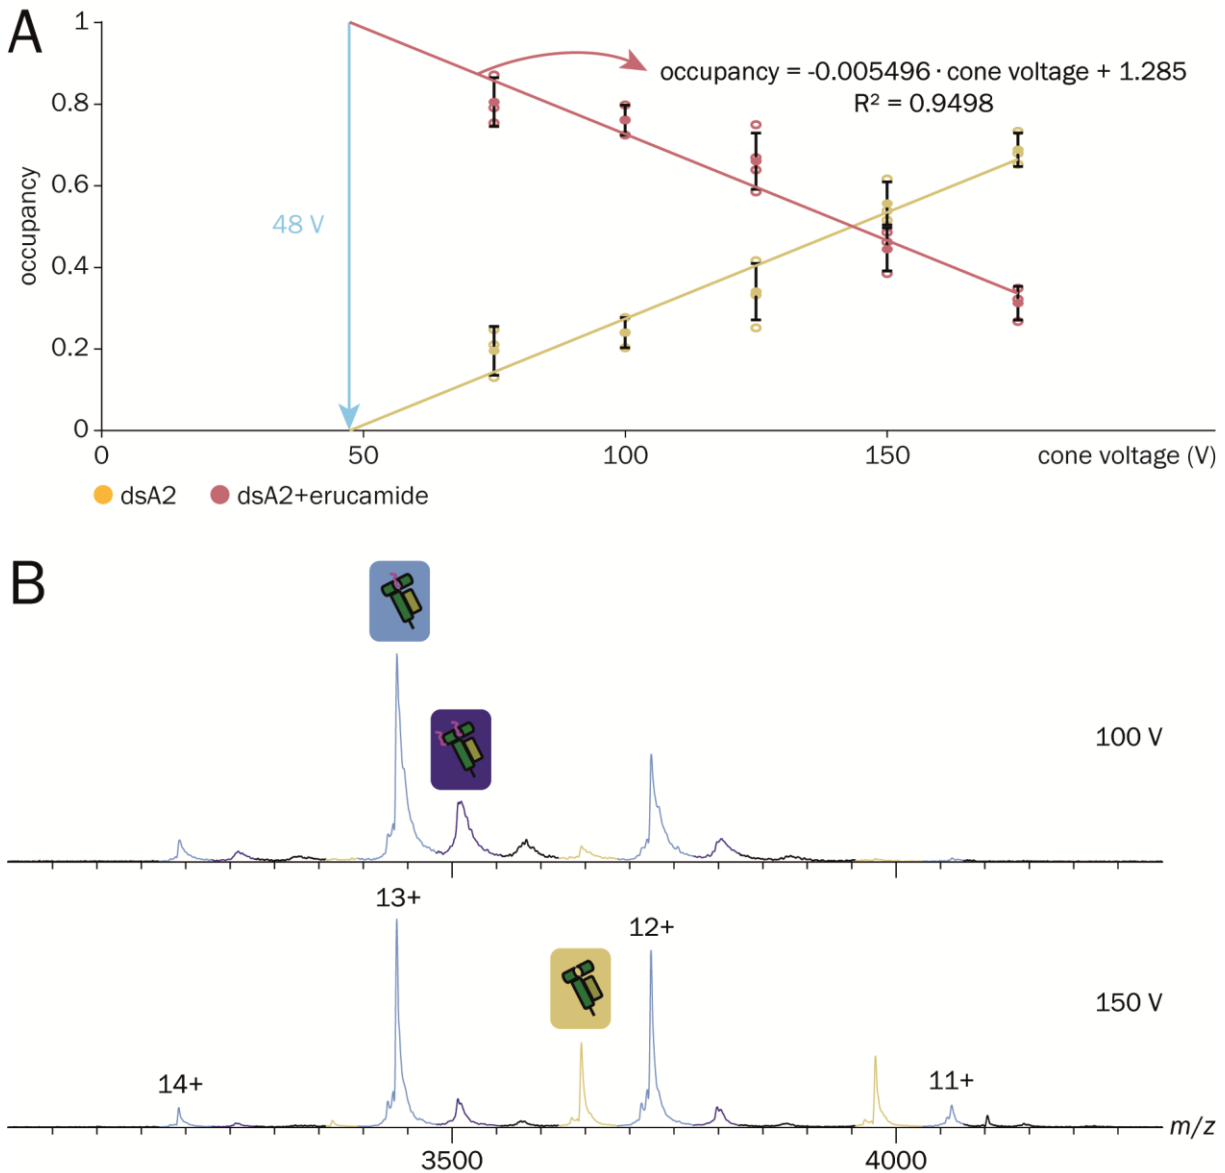 A
1
occupancy = -0.005496 · cone voltage + 1.285
R² = 0.9498
0.8
0.6
occupancy
48 V
0.4
0.2
0
0 50 100 150 cone voltage (V)
dsA2 dsA2+erucamide
B
100 V
13+
12+
150 V
14+
11+
m/z
3500 4000